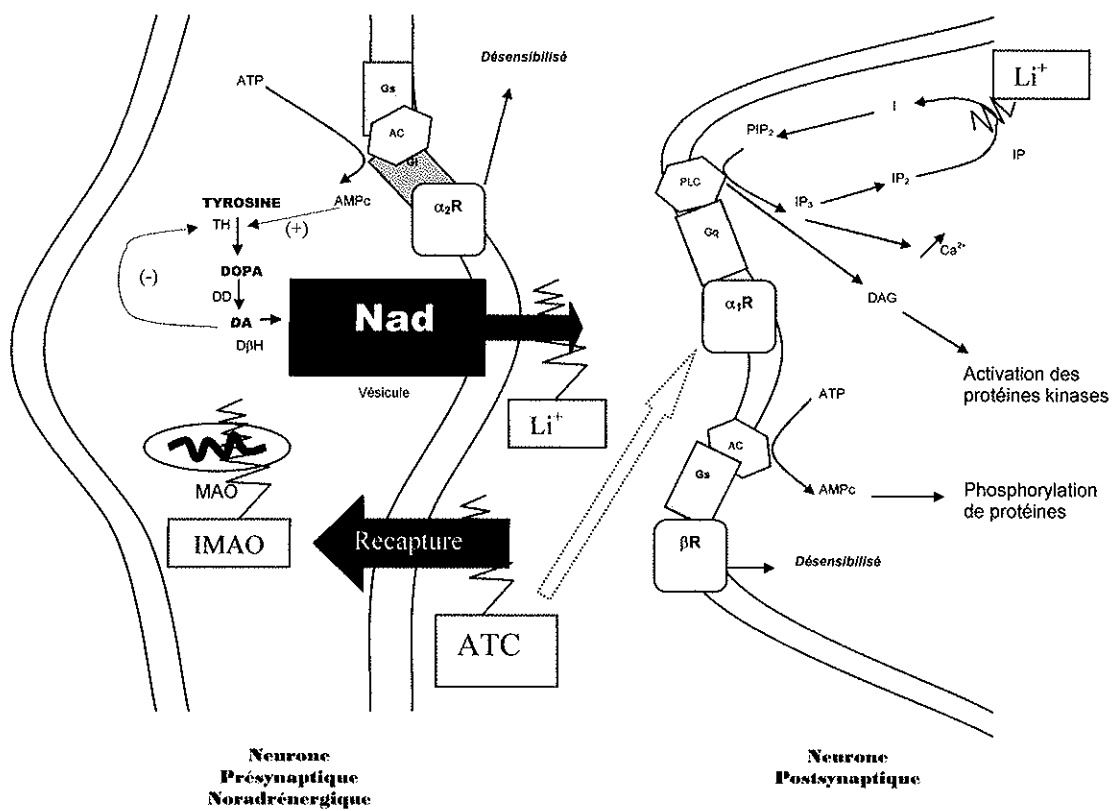 Désensibilisé
ATP
Gs
AC
Gi
α₂R
AMPc
TYROSINE
TH
(+)
(-)
DOPA
DD
DA
DβH
Nad
Vésicule
Li⁺
MAO
IMAO
Recapture
ATC
Neurone
Présynaptique
Noradrénergique
Li⁺
I
PIP₂
IP
PLC
IP₂
IP₃
Gq
Ca²⁺
α₁R
DAG
Activation des
protéines kinases
ATP
AC
Gs
AMPc
Phosphorylation
de protéines
βR
Désensibilisé
Neurone
Postsynaptique